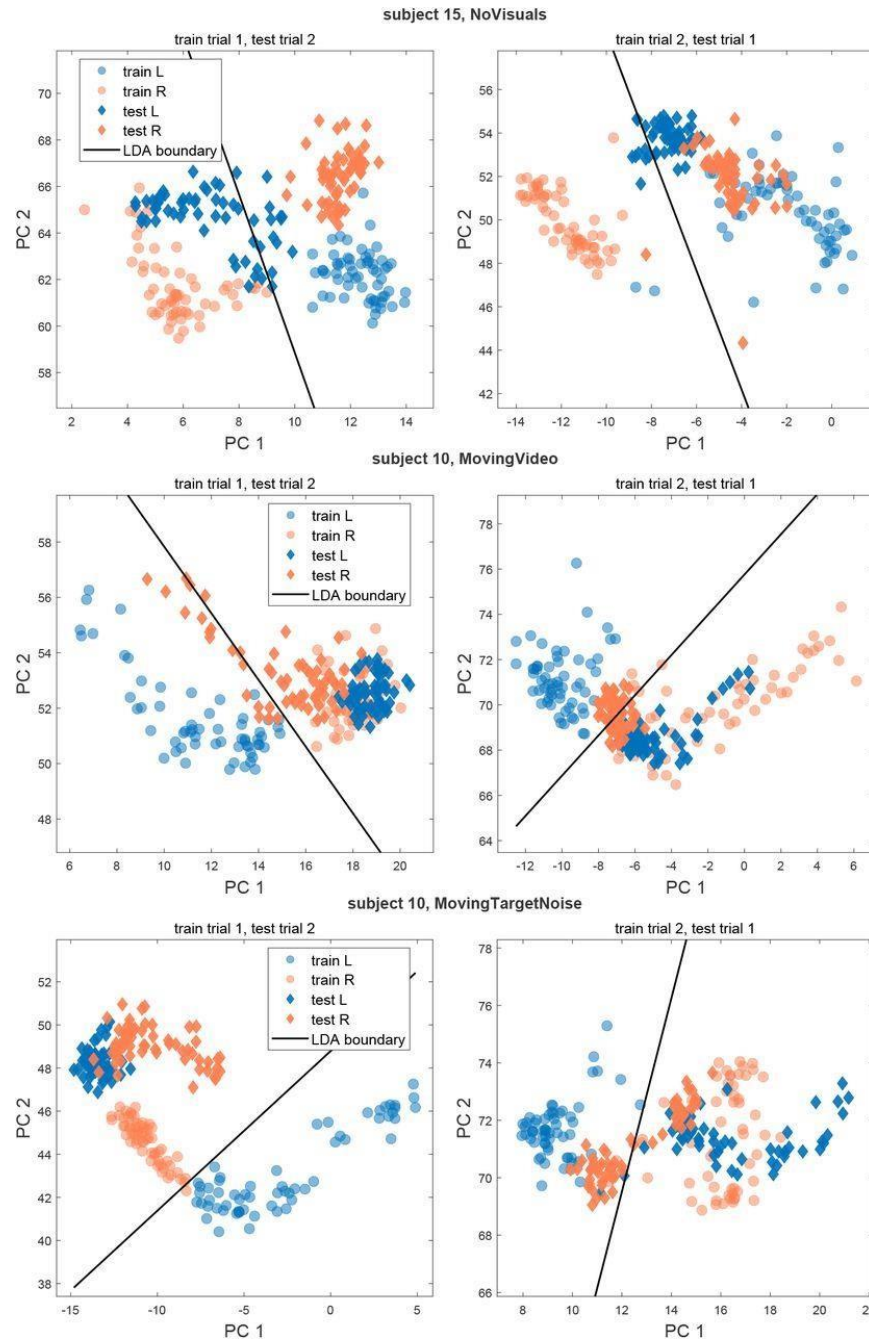 subject 15, NoVisuals
train trial 1, test trial 2
train L
train R
test L
test R
LDA boundary
70
68
66
64
62
60
58
PC 2
4
6
8
10
12
14
PC 1
train trial 2, test trial 1
56
54
52
50
48
46
44
42
PC 2
-14
-12
-10
-8
-6
-4
-2
0
PC 1
subject 10, MovingVideo
train trial 1, test trial 2
train L
train R
test L
test R
LDA boundary
58
56
54
52
50
48
PC 2
6
8
10
12
14
16
18
20
PC 1
train trial 2, test trial 1
78
76
74
72
70
68
66
64
PC 2
-12
-10
-8
-6
-4
-2
0
2
4
6
PC 1
subject 10, MovingTargetNoise
train trial 1, test trial 2
train L
train R
test L
test R
LDA boundary
52
50
48
46
44
42
40
38
PC 2
-15
-10
-5
0
5
PC 1
train trial 2, test trial 1
78
76
74
72
70
68
66
PC 2
8
10
12
14
16
18
20
PC 1